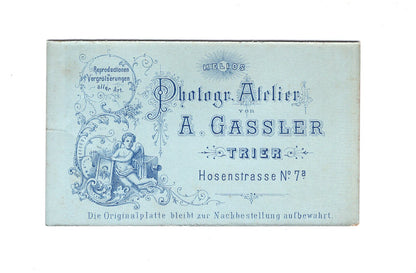 HELIOS
Reproductionen
u.
Vergrösserungen
aller Art.
Photogr. Atelier
VON
A. GASSLER
TRIER
Hosenstrasse No 7a
Die Originalplatte bleibt zur Nachbestellung aufbewahrt.